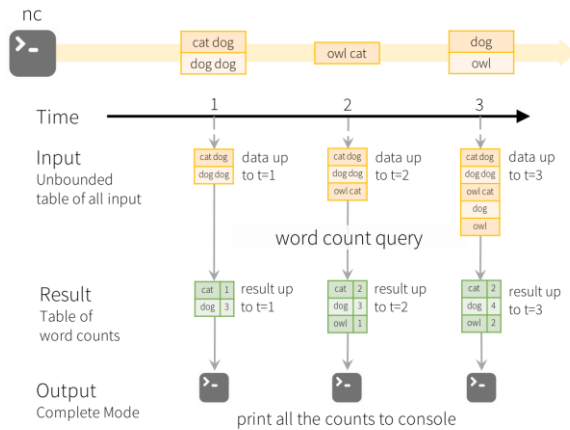 nc
cat dog
dog dog
owl cat
dog
owl
Time
1
2
3
Input
Unbounded
table of all input
cat dog
dog dog
data up
to t=1
cat dog
dog dog
owl cat
data up
to t=2
cat dog
dog dog
owl cat
dog
owl
data up
to t=3
word count query
Result
Table of
word counts
cat 1
dog 3
result up
to t=1
cat 2
dog 3
owl 1
result up
to t=2
cat 2
dog 4
owl 2
result up
to t=3
Output
Complete Mode
print all the counts to console